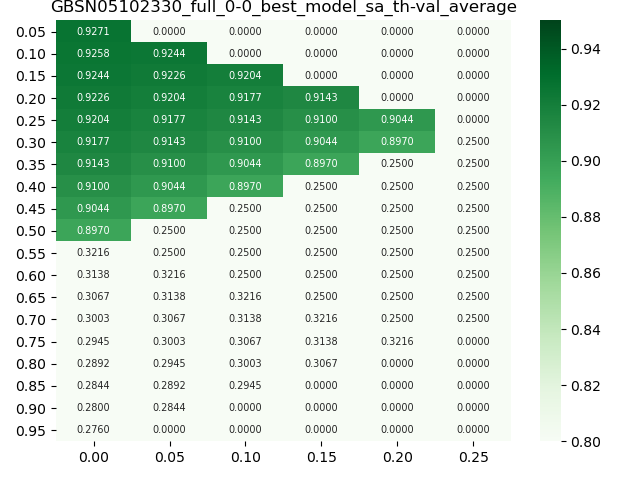 GBSN05102330_full_0-0_best_model_sa_th-val_average
0.05 0.9271 0.0000 0.0000 0.0000 0.0000 0.0000
0.10 0.9258 0.9244 0.0000 0.0000 0.0000 0.0000
0.15 0.9244 0.9226 0.9204 0.0000 0.0000 0.0000
0.20 0.9226 0.9204 0.9177 0.9143 0.0000 0.0000
0.25 0.9204 0.9177 0.9143 0.9100 0.9044 0.0000
0.30 0.9177 0.9143 0.9100 0.9044 0.8970 0.2500
0.35 0.9143 0.9100 0.9044 0.8970 0.2500 0.2500
0.40 0.9100 0.9044 0.8970 0.2500 0.2500 0.2500
0.45 0.9044 0.8970 0.2500 0.2500 0.2500 0.2500
0.50 0.8970 0.2500 0.2500 0.2500 0.2500 0.2500
0.55 0.3216 0.2500 0.2500 0.2500 0.2500 0.2500
0.60 0.3138 0.3216 0.2500 0.2500 0.2500 0.2500
0.65 0.3067 0.3138 0.3216 0.2500 0.2500 0.2500
0.70 0.3003 0.3067 0.3138 0.3216 0.2500 0.2500
0.75 0.2945 0.3003 0.3067 0.3138 0.3216 0.0000
0.80 0.2892 0.2945 0.3003 0.3067 0.0000 0.0000
0.85 0.2844 0.2892 0.2945 0.0000 0.0000 0.0000
0.90 0.2800 0.2844 0.0000 0.0000 0.0000 0.0000
0.95 0.2760 0.0000 0.0000 0.0000 0.0000 0.0000
0.00 0.05 0.10 0.15 0.20 0.25
0.94
0.92
0.90
0.88
0.86
0.84
0.82
0.80